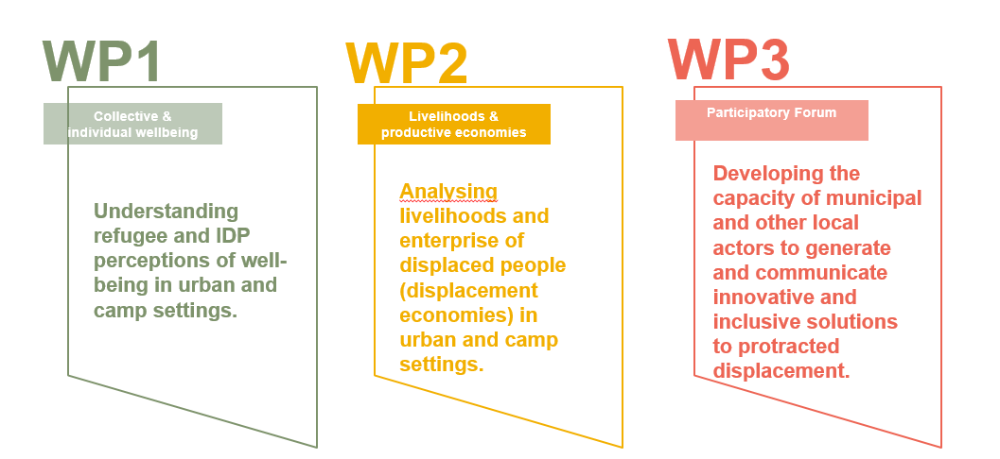 WP1
Collective &
individual wellbeing
Understanding
refugee and IDP
perceptions of well-
being in urban and
camp settings.
WP2
Livelihoods &
productive economies
Analysing
livelihoods and
enterprise of
displaced people
(displacement
economies) in
urban and camp
settings.
WP3
Participatory Forum
Developing the
capacity of municipal
and other local
actors to generate
and communicate
innovative and
inclusive solutions
to protracted
displacement.